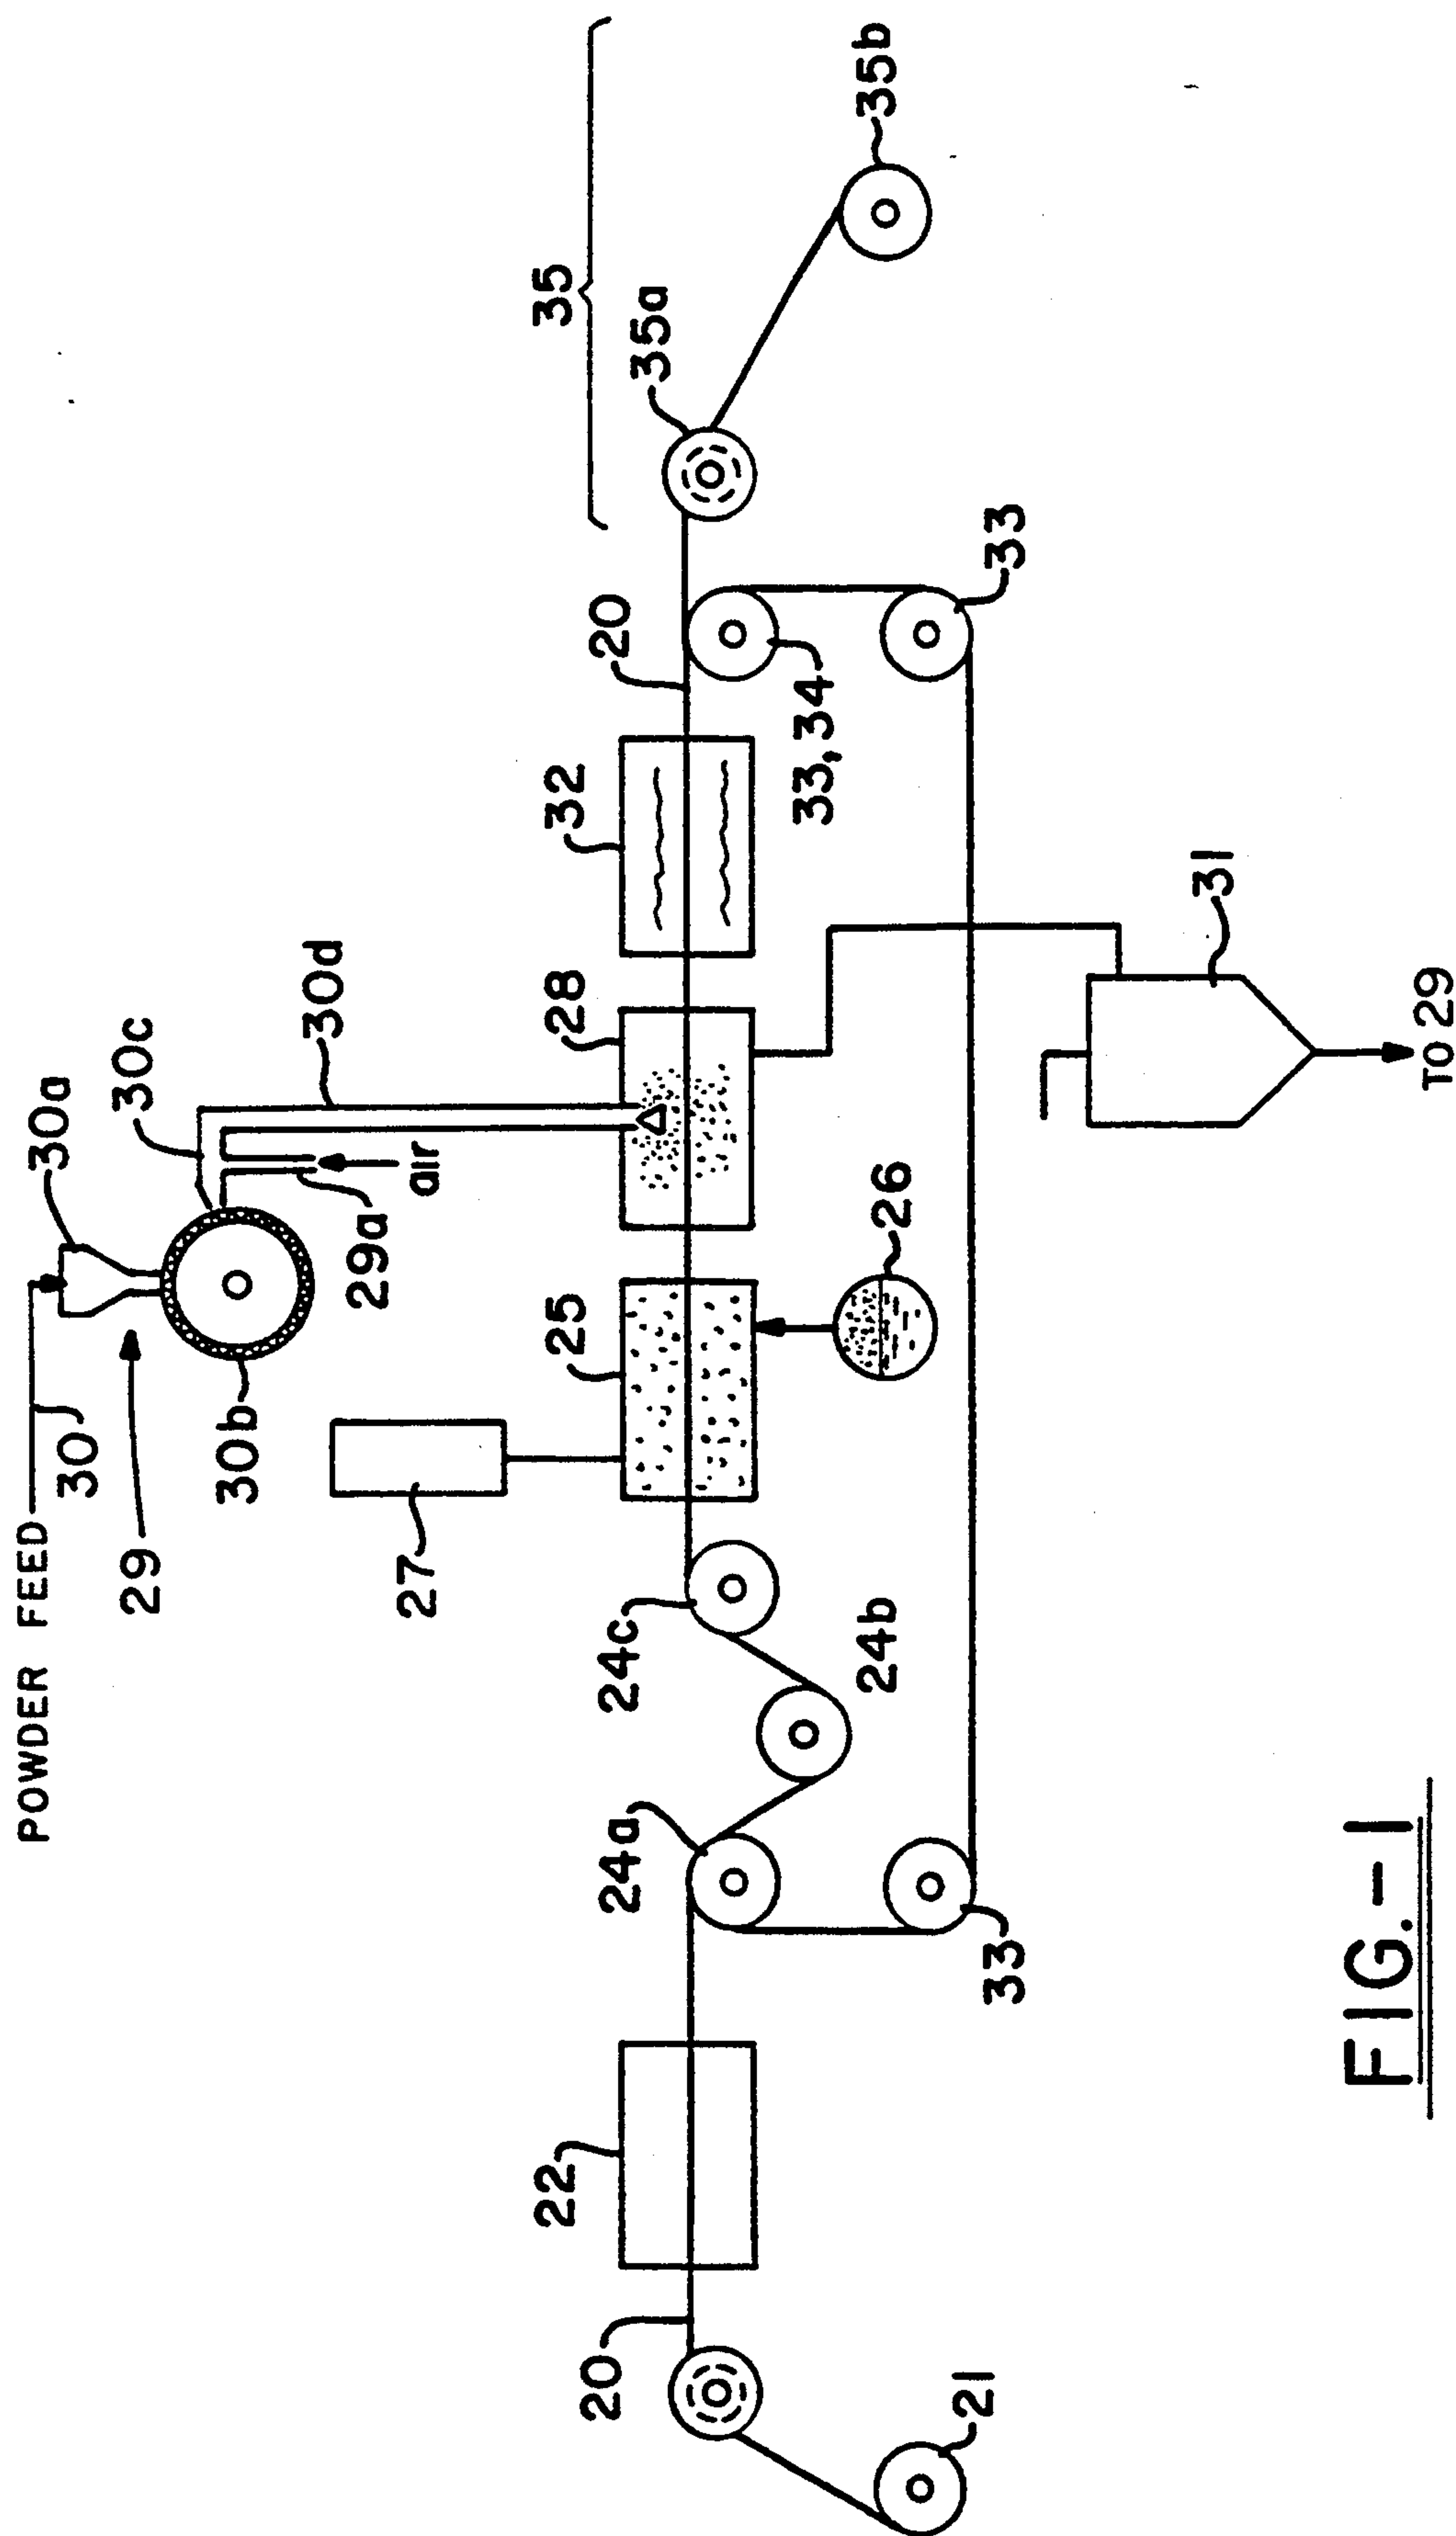 POWDER FEED
30
30a
29
30b
30c
30d
29a
air
27
35
35a
35b
20
32
28
25
26
24c
24b
24a
33, 34
33
33
22
20
21
31
TO 29
FIG.-1